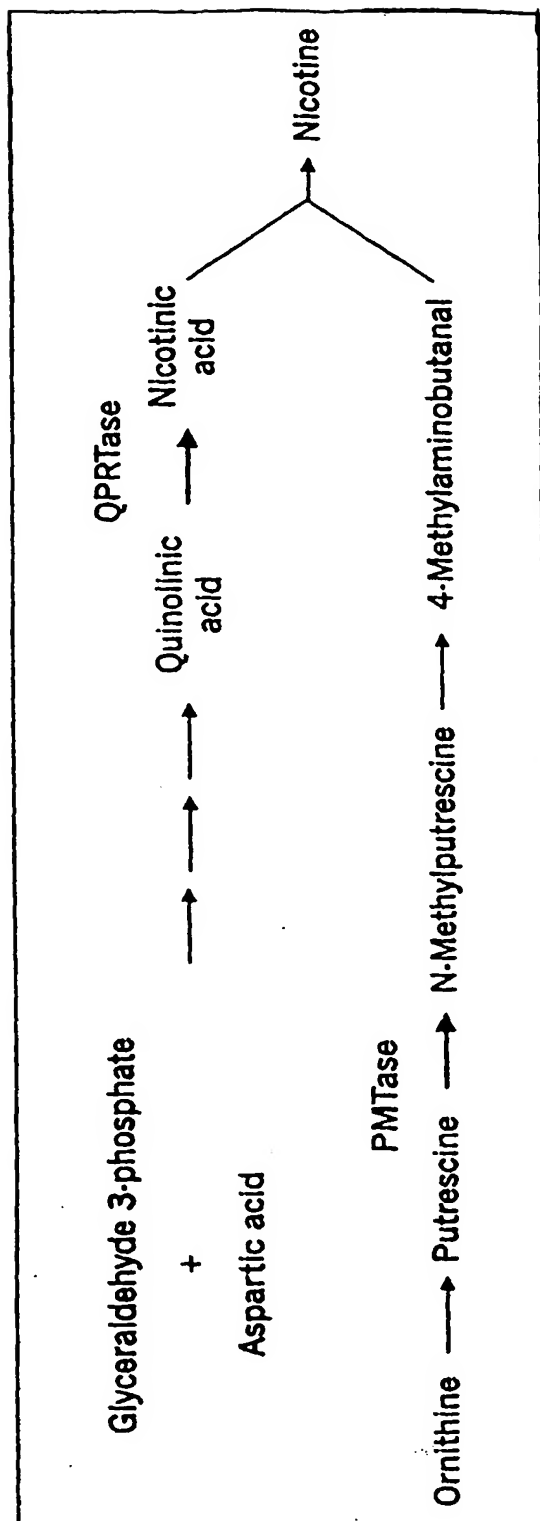 Glyceraldehyde 3-phosphate
+
Aspartic acid
Quinolinic
acid
QPRTase
Nicotinic
acid
Nicotine
Ornithine
Putrescine
PMTase
N-Methylputrescine
4-Methylaminobutanal